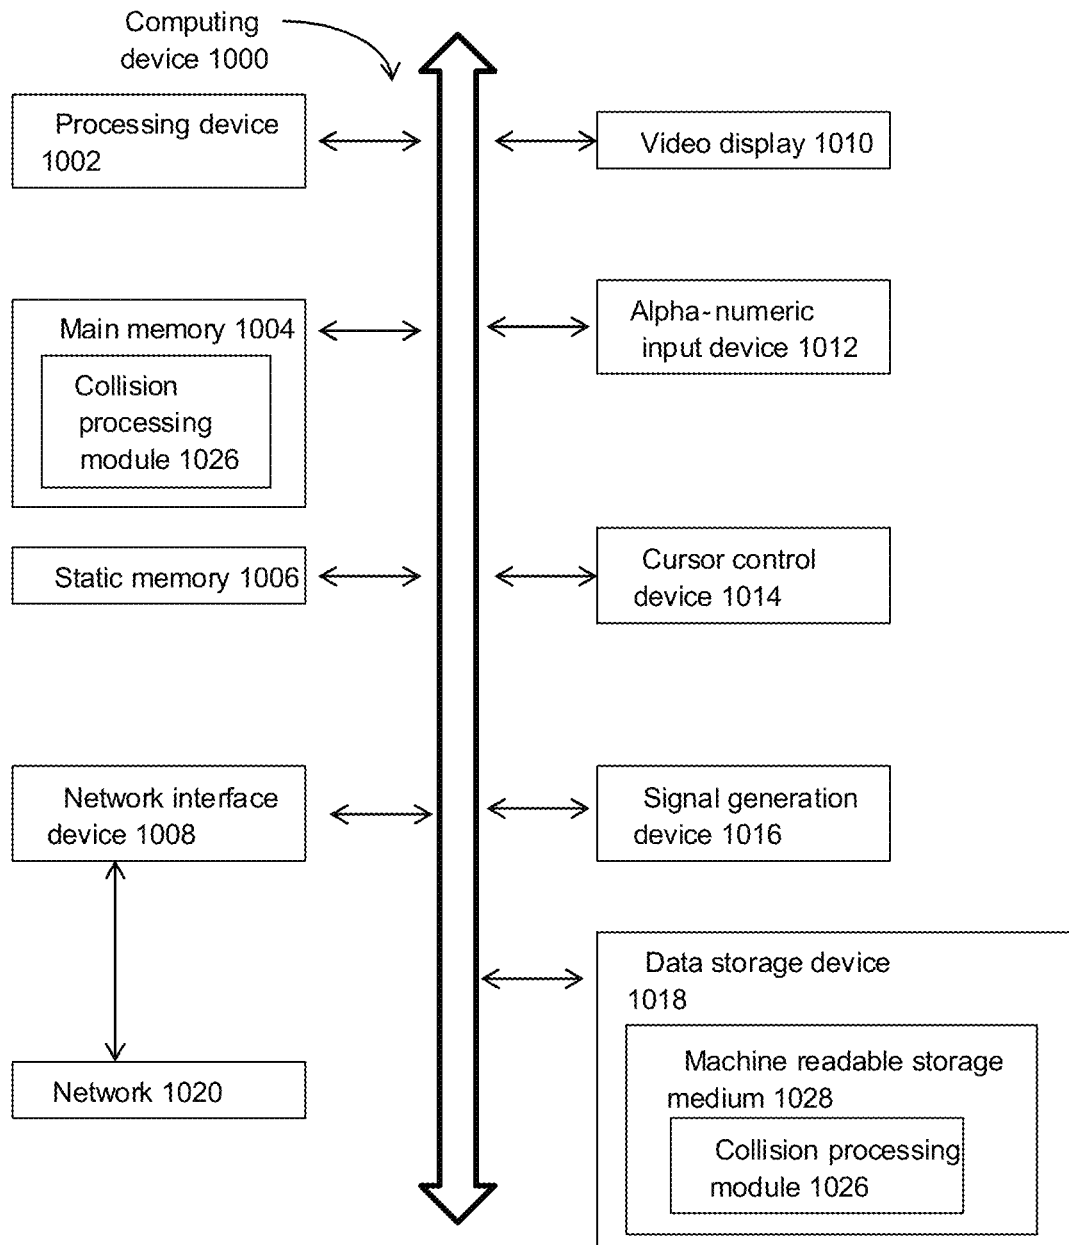 Computing
device 1000
Processing device
1002
Video display 1010
Main memory 1004
Collision
processing
module 1026
Alpha-numeric
input device 1012
Static memory 1006
Cursor control
device 1014
Network interface
device 1008
Signal generation
device 1016
Data storage device
1018
Machine readable storage
medium 1028
Collision processing
module 1026
Network 1020